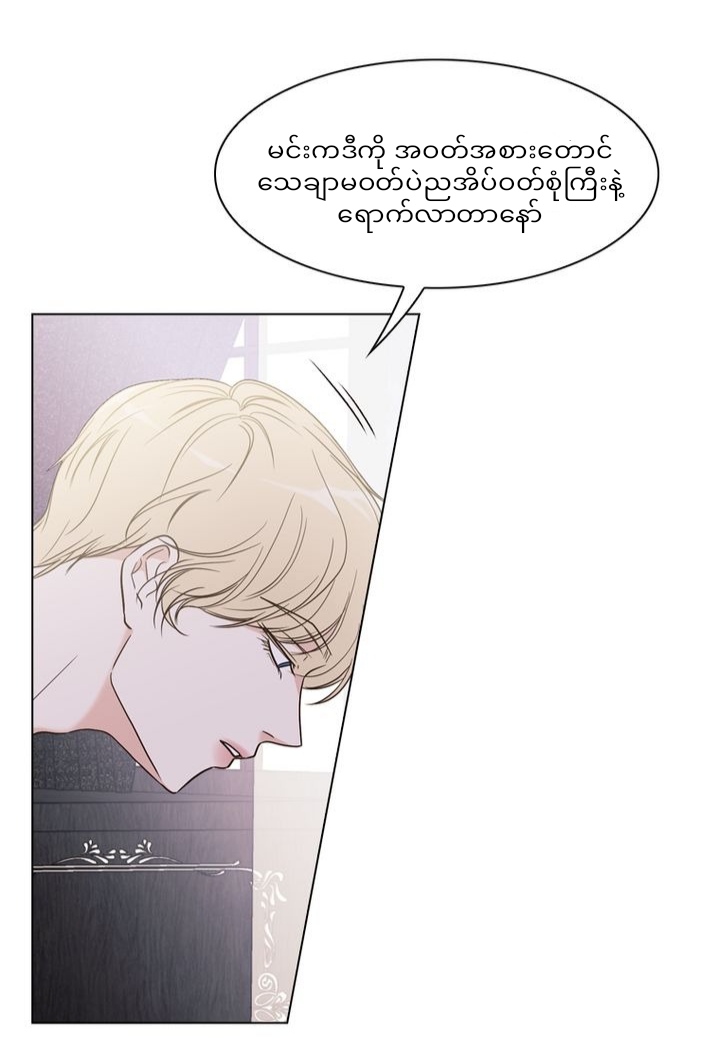 မင်းကဒီကို အဝတ်အစားတောင်
သေချာမဝတ်ပဲညအိပ်ဝတ်စုံကြီးနဲ့
ရောက်လာတာနော်